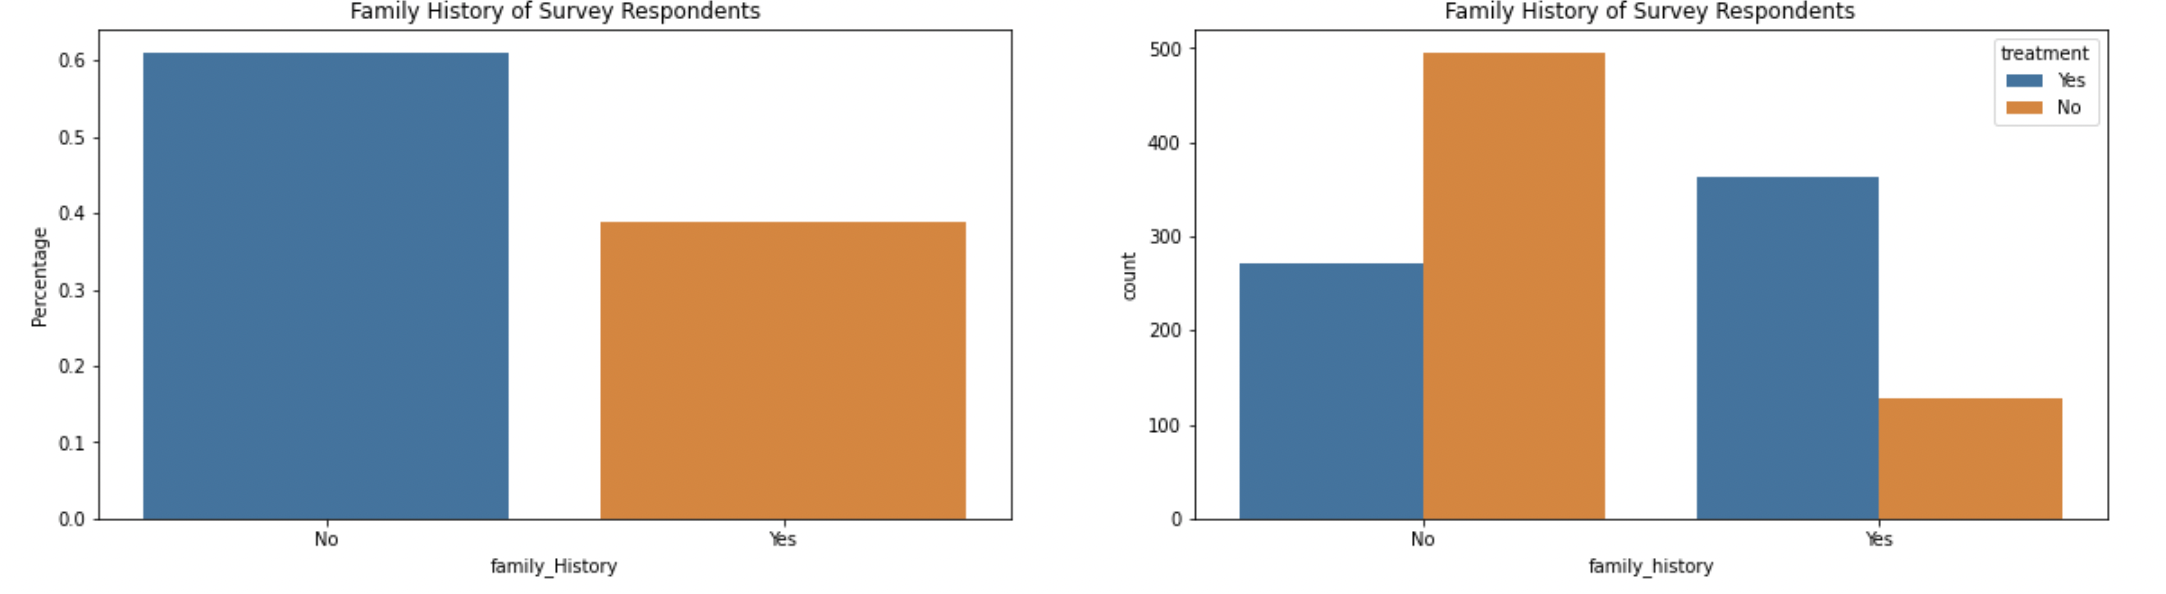 Family History of Survey Respondents
Percentage
0.6
0.5
0.4
0.3
0.2
0.1
0.0
No
Yes
family_History
Family History of Survey Respondents
count
500
400
300
200
100
0
treatment
Yes
No
No
Yes
family_history